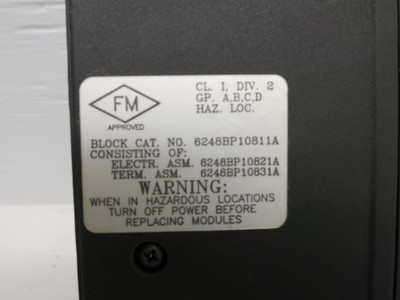 FM
APPROVED
CL. I, DIV. 2
GP. A,B,C,D
HAZ. LOC.
BLOCK CAT. NO. 6248BP10811A
CONSISTING OF:
ELECTR. ASM. 6248BP10821A
TERM. ASM. 6248BP10831A
WARNING:
WHEN IN HAZARDOUS LOCATIONS
TURN OFF POWER BEFORE
REPLACING MODULES